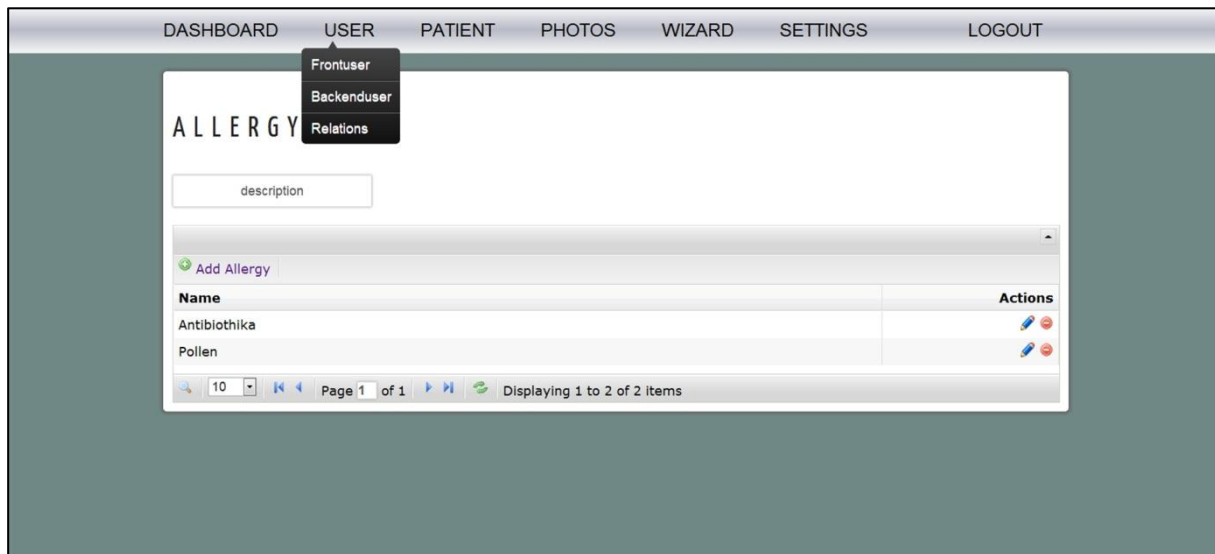 DASHBOARD USER PATIENT PHOTOS WIZARD SETTINGS LOGOUT
Frontuser
Backenduser
Relations
ALLERGY
description
Add Allergy
Name Actions
Antibiothika
Pollen
10 Page 1 of 1 Displaying 1 to 2 of 2 items